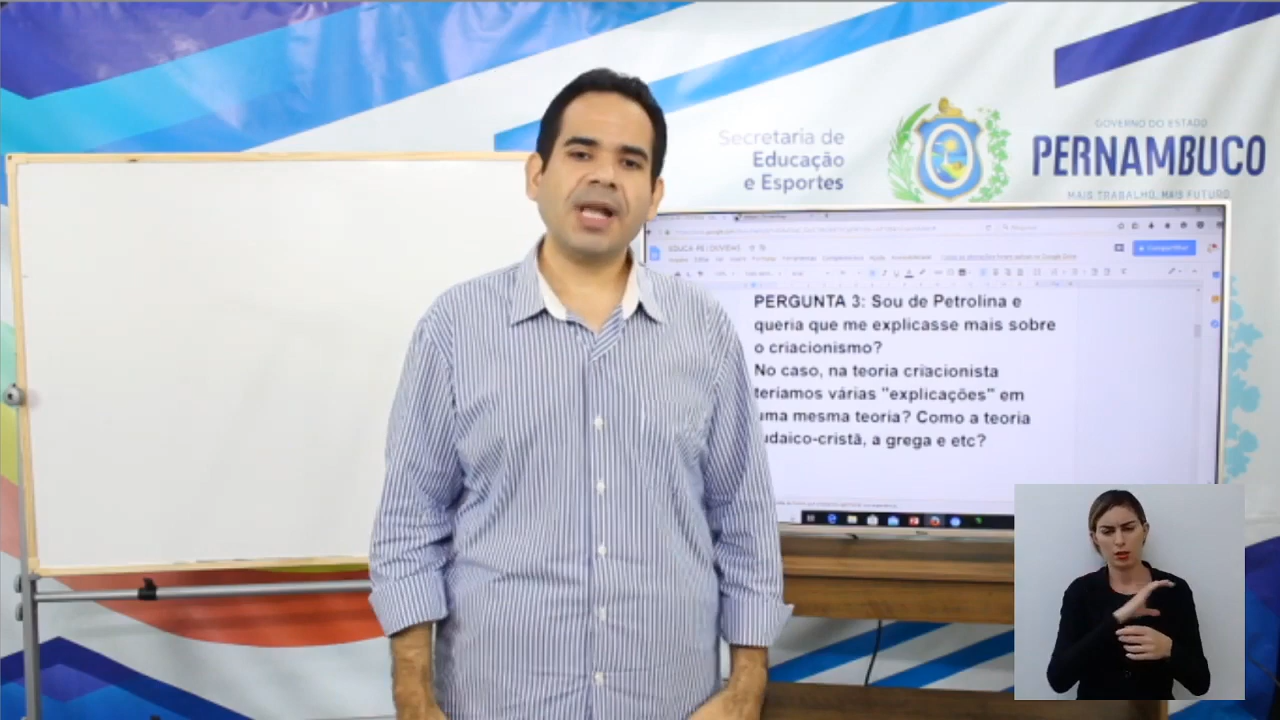 Secretaria de
Educação
e Esportes
GOVERNO DO ESTADO
PERNAMBUCO
MAIS TRABALHO, MAIS FUTURO
PERGUNTA 3: Sou de Petrolina e
queria que me explicasse mais sobre
o criacionismo?
No caso, na teoria criacionista
teríamos várias "explicações" em
uma mesma teoria? Como a teoria
udaico-cristã, a grega e etc?